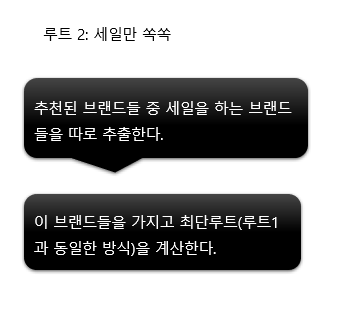 루트 2: 세일만 쏙쏙
추천된 브랜드들 중 세일을 하는 브랜드
들을 따로 추출한다.
이 브랜드들을 가지고 최단루트(루트1
과 동일한 방식)을 계산한다.